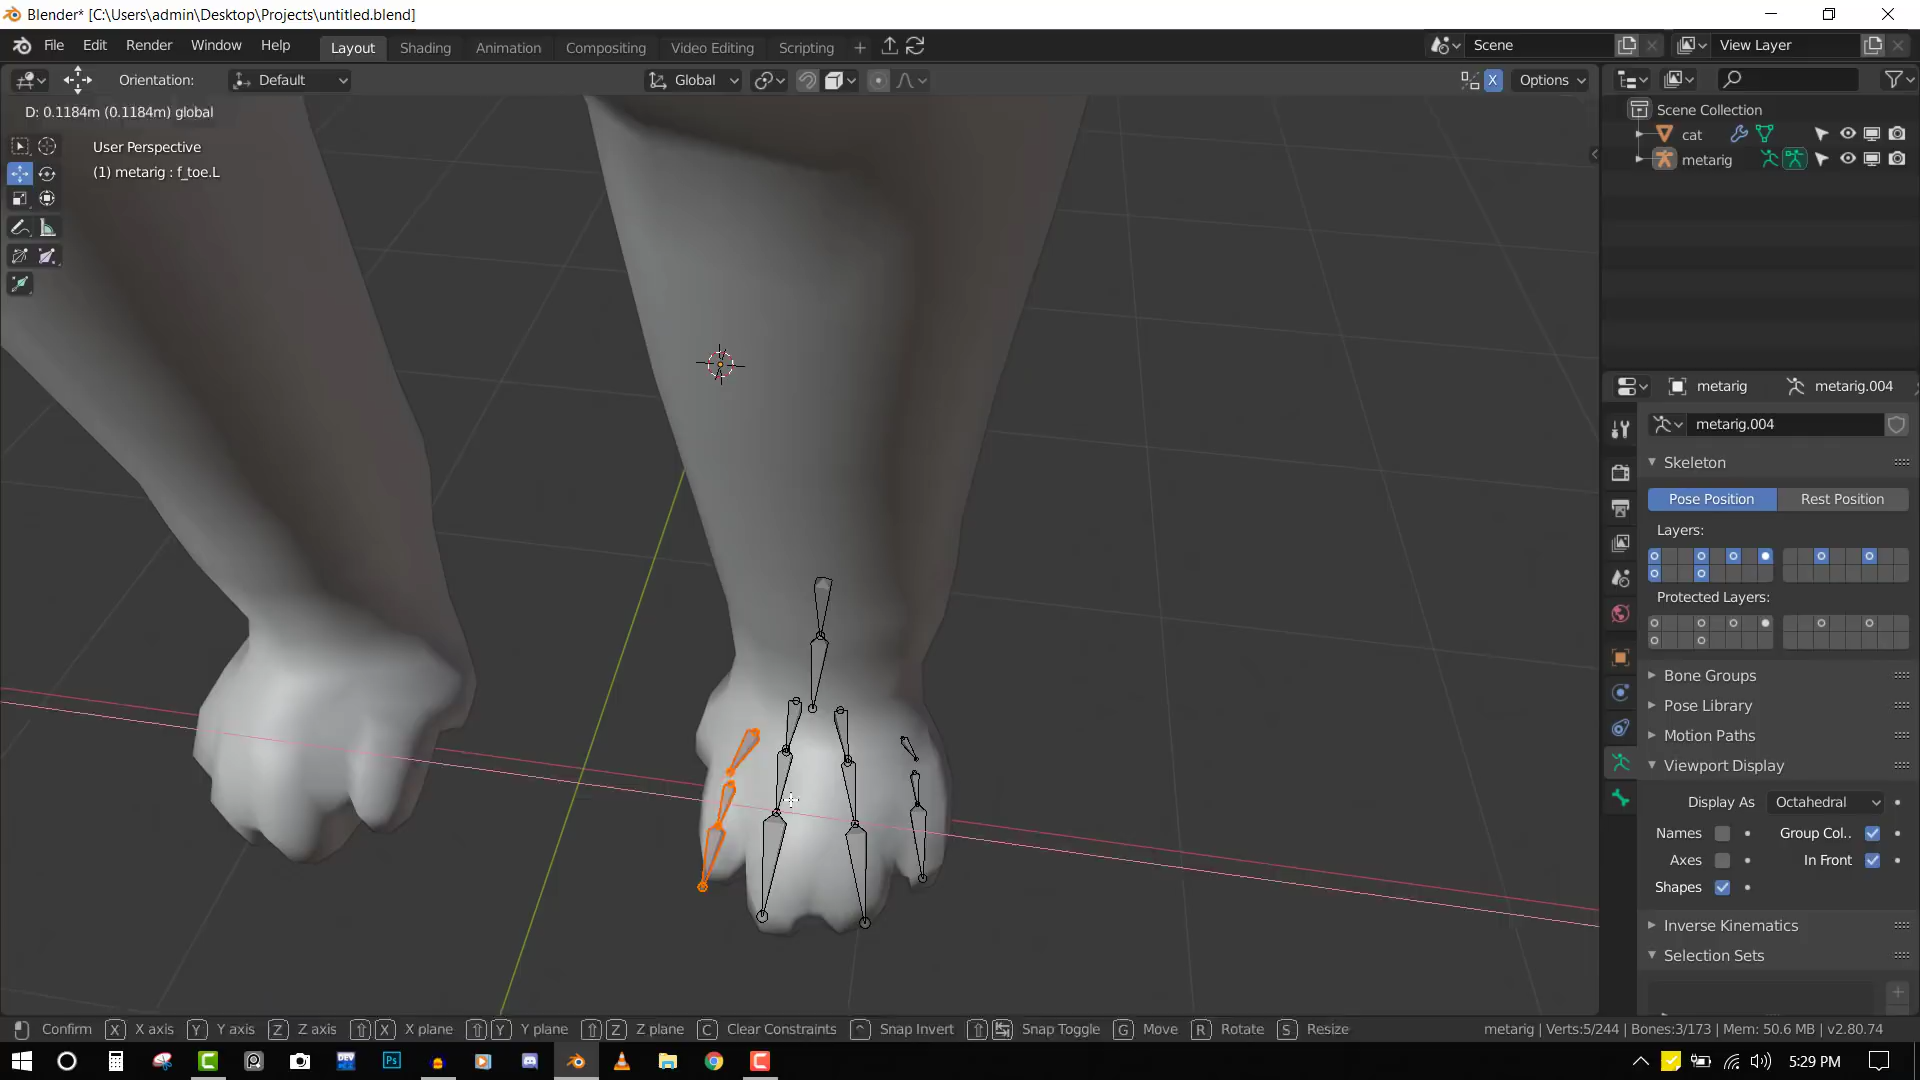 Blender* [C:\Users\admin\Desktop\Projects\untitled.blend]
File Edit Render Window Help Layout Shading Animation Compositing Video Editing Scripting + Scene View Layer
Orientation: Default Global X Options
D: 0.1184m (0.1184m) global
User Perspective
(1) metarig : f_toe.L
Scene Collection
cat
metarig
metarig metarig.004
metarig.004
Skeleton
Pose Position Rest Position
Layers:
Protected Layers:
Bone Groups
Pose Library
Motion Paths
Viewport Display
Display As Octahedral
Names Group Col..
Axes In Front
Shapes
Inverse Kinematics
Selection Sets
Confirm X X axis Y Y axis Z Z axis X X plane Y Y plane Z Z plane C Clear Constraints Snap Invert Snap Toggle G Move R Rotate S Resize metarig | Verts:5/244 | Bones:3/173 | Mem: 50.6 MB | v2.80.74
DEV Ps 5:29 PM